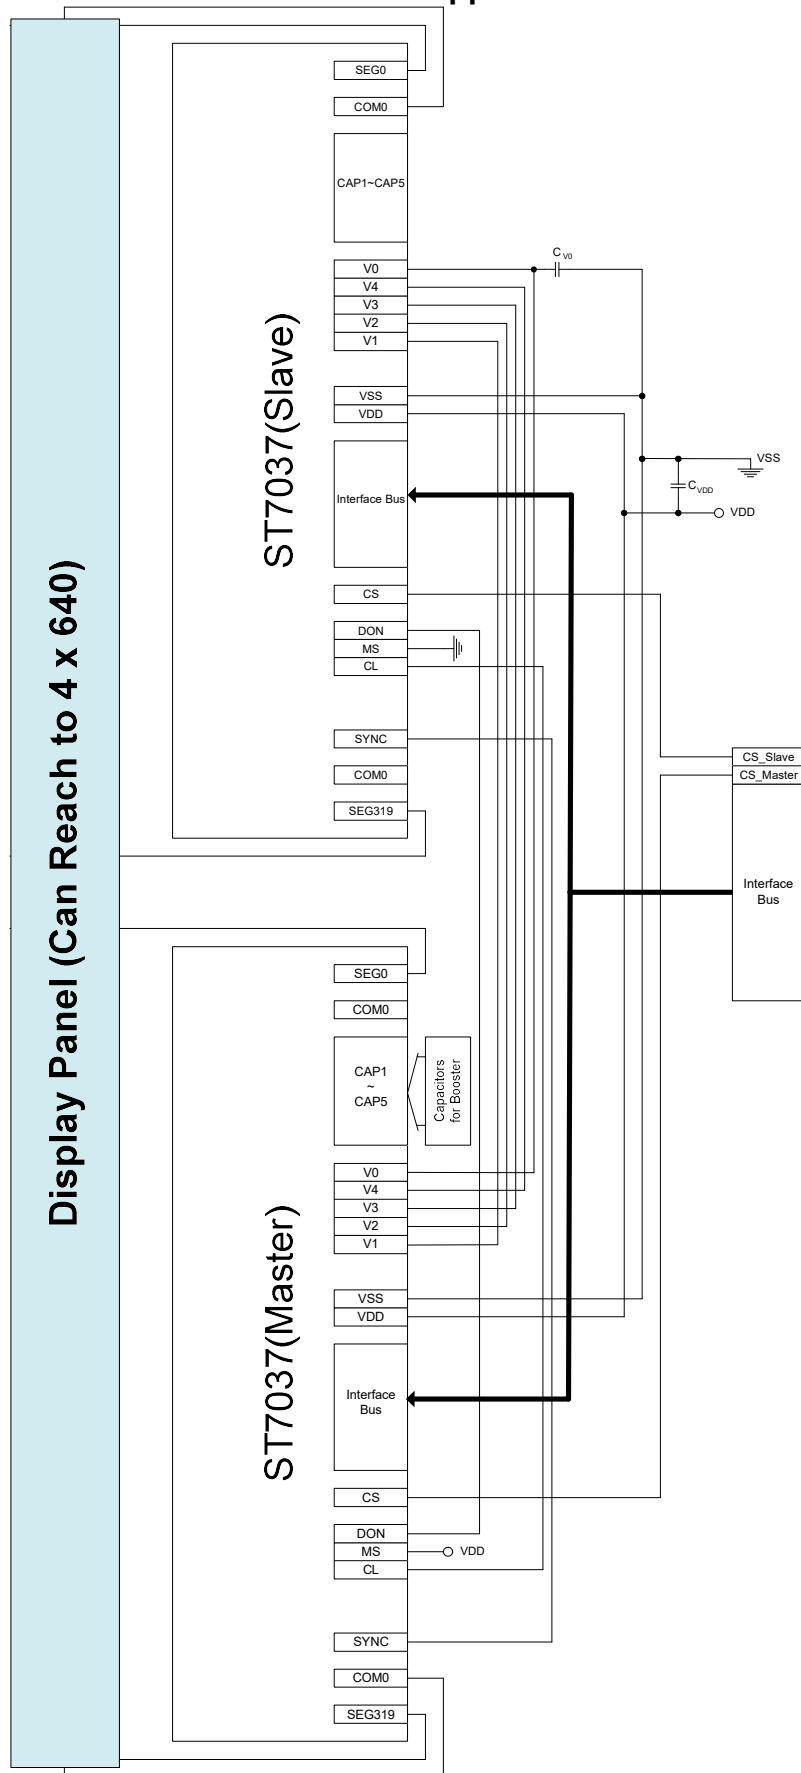 SEG0
COM0
CAP1~CAP5
C V0
V0
V4
V3
V2
V1
ST7037(Slave)
VSS
VDD
VSS
C VDD
VDD
Interface Bus
CS
DON
MS
CL
SYNC
COM0
SEG319
CS_Slave
CS_Master
Interface
Bus
Display Panel (Can Reach to 4 x 640)
SEG0
COM0
CAP1
~
CAP5
Capacitors
for Booster
V0
V4
V3
V2
V1
ST7037(Master)
VSS
VDD
Interface
Bus
CS
DON
MS
VDD
CL
SYNC
COM0
SEG319